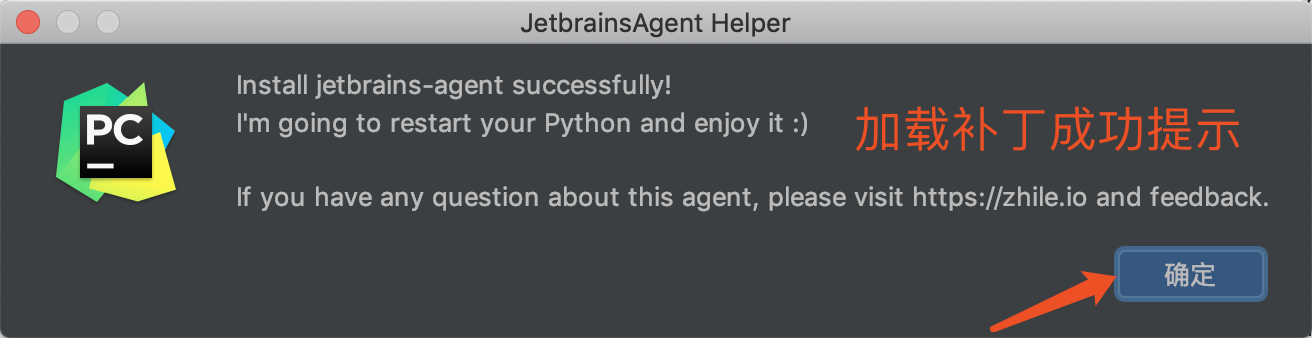 JetbrainsAgent Helper
PC
Install jetbrains-agent successfully!
I'm going to restart your Python and enjoy it :)
加载补丁成功提示
If you have any question about this agent, please visit https://zhile.io and feedback.
确定